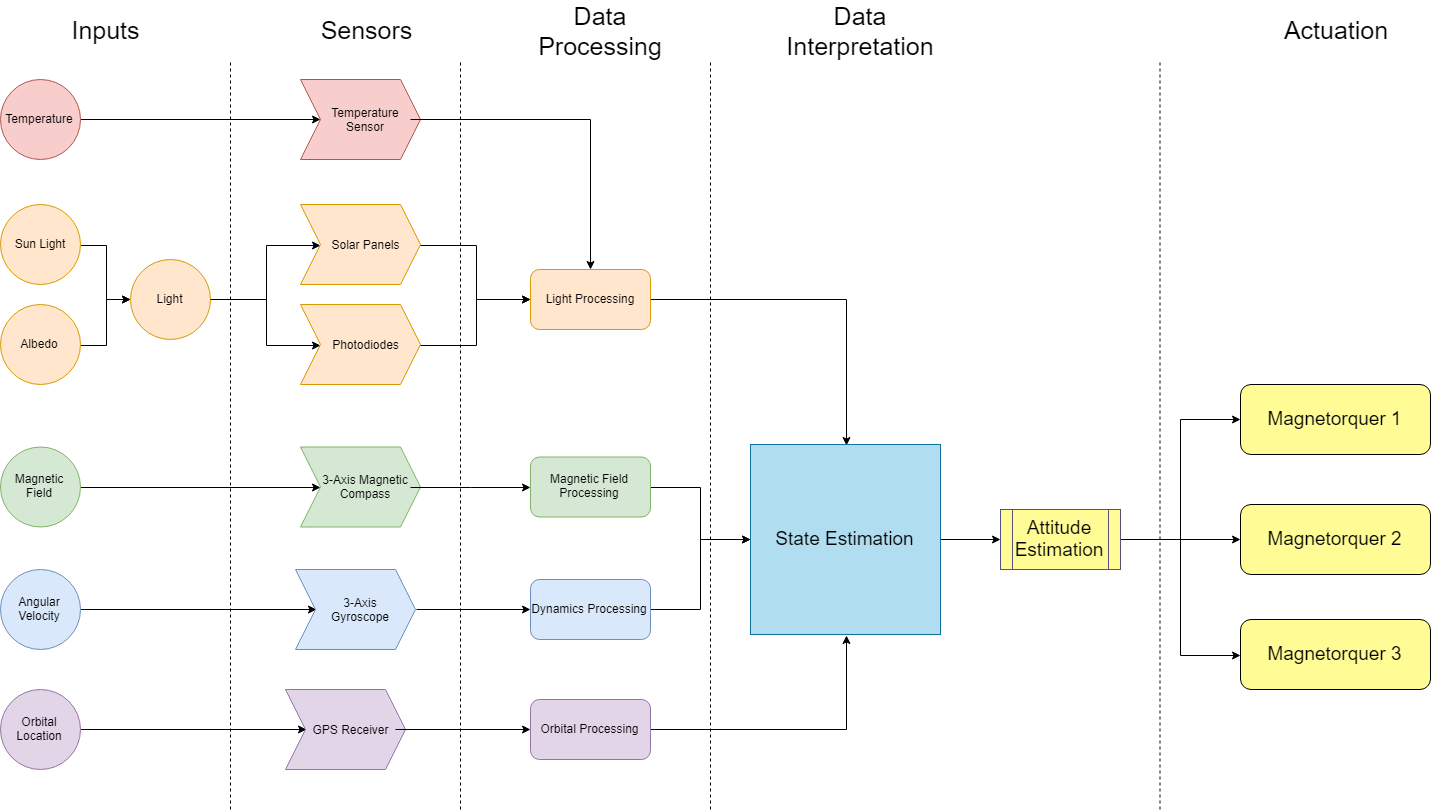 Inputs
Sensors
Data
Processing
Data
Interpretation
Actuation
Temperature
Temperature
Sensor
Sun Light
Albedo
Light
Solar Panels
Photodiodes
Light Processing
Magnetic
Field
3-Axis Magnetic
Compass
Magnetic Field
Processing
Angular
Velocity
3-Axis
Gyroscope
Dynamics Processing
Orbital
Location
GPS Receiver
Orbital Processing
State Estimation
Attitude
Estimation
Magnetorquer 1
Magnetorquer 2
Magnetorquer 3